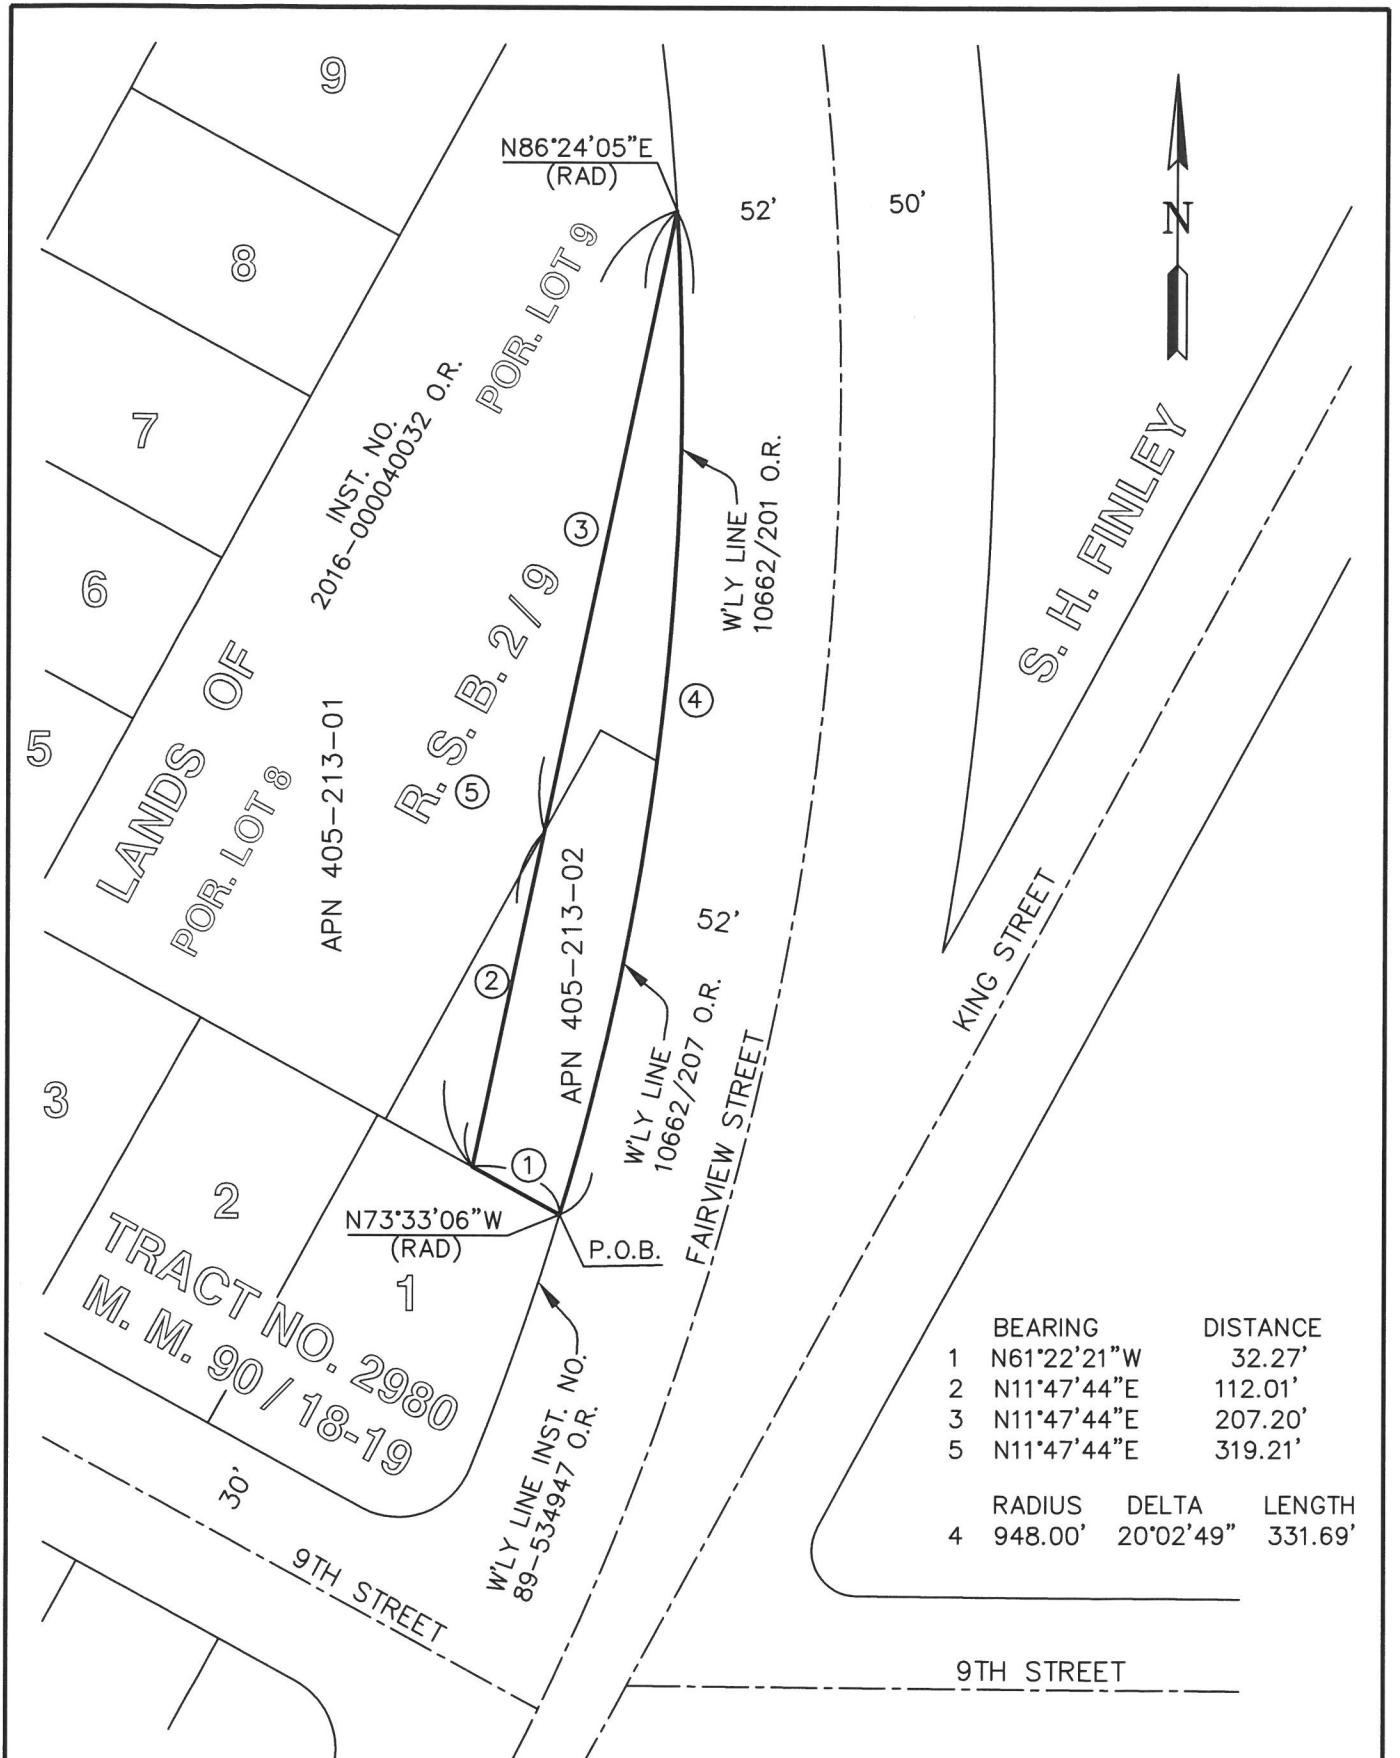 9
N86°24'05"E
(RAD)
52'
50'
N
8
POR. LOT 9
INST. NO.
2016-000040032 O.R.
7
S. H. FINLEY
W'LY LINE
10662/201 O.R.
3
6
R. S. B. 2/9
LANDS OF
4
5
APN 405-213-01
5
POR. LOT 8
APN 405-213-02
52'
KING STREET
2
W'LY LINE
10662/207 O.R.
FAIRVIEW STREET
3
1
2
N73°33'06"W
(RAD)
P.O.B.
1
TRACT NO. 2980
M. M. 90 / 18-19
W'LY LINE INST. NO.
89-534947 O.R.
BEARING DISTANCE
1 N61°22'21"W 32.27'
2 N11°47'44"E 112.01'
3 N11°47'44"E 207.20'
5 N11°47'44"E 319.21'
RADIUS DELTA LENGTH
4 948.00' 20°02'49" 331.69'
30'
9TH STREET
9TH STREET